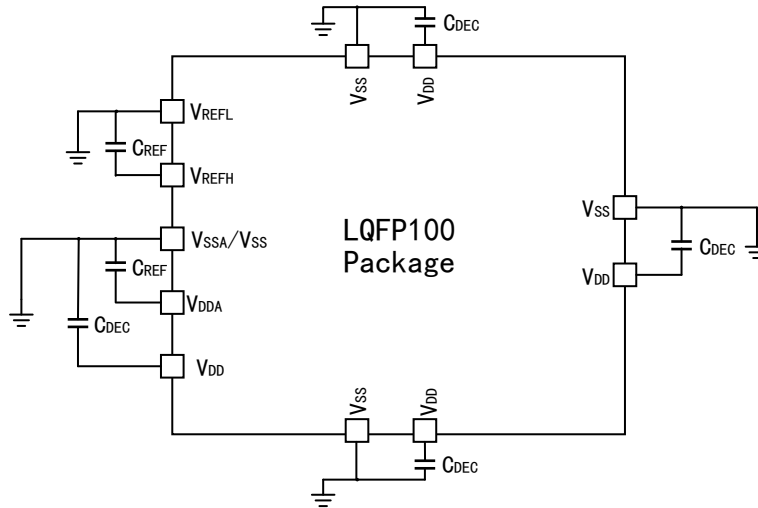 CDEC
VSS
VDD
VREFL
CREF
VREFH
VSSA/VSS
CREF
VDDA
CDEC
VDD
LQFP100
Package
VSS
CDEC
VDD
VSS
VDD
CDEC